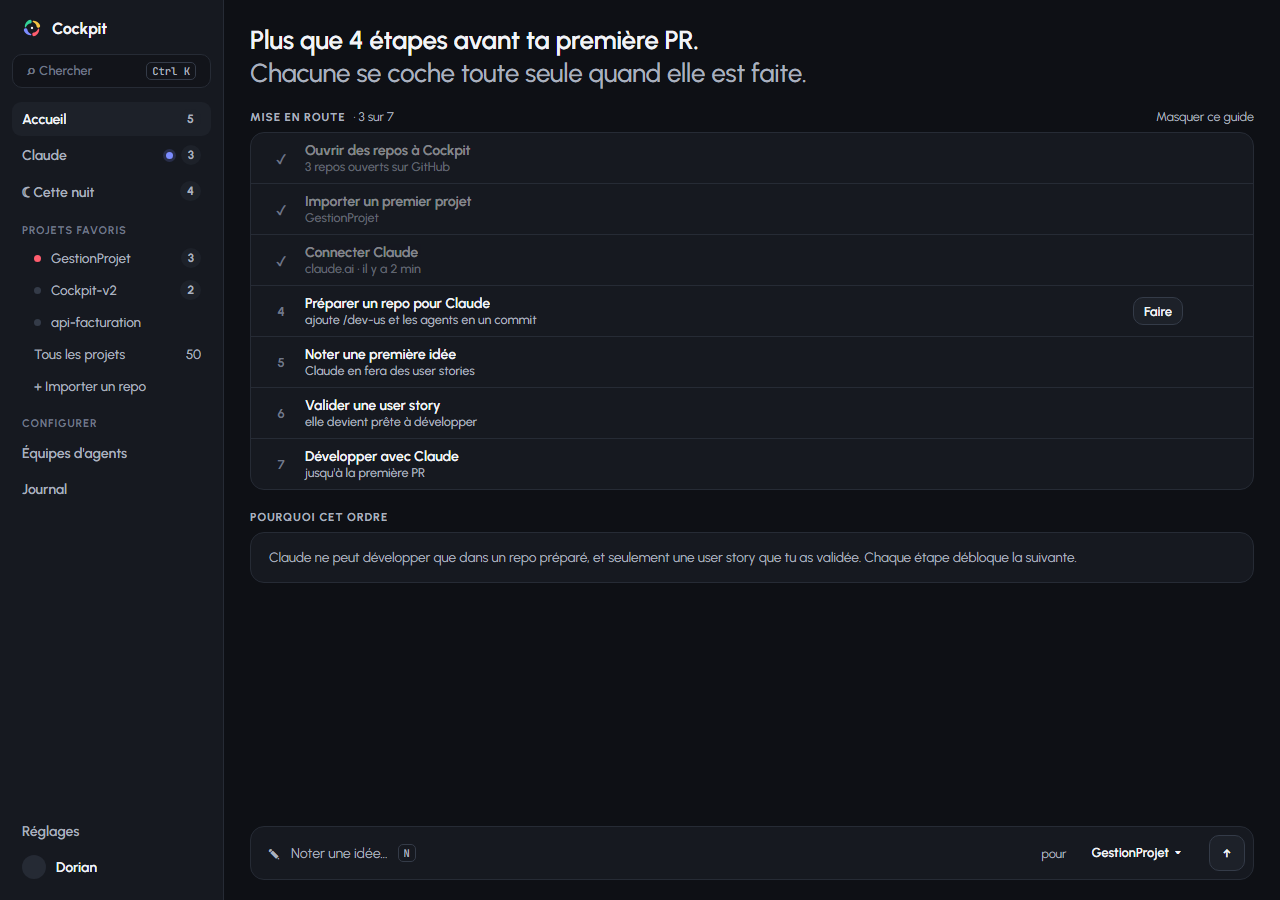 Cockpit
Chercher Ctrl K
Accueil 5
Claude 3
Cette nuit 4
PROJETS FAVORIS
GestionProjet 3
Cockpit-v2 2
api-facturation
Tous les projets 50
+ Importer un repo
CONFIGURER
Équipes d'agents
Journal
Réglages
Dorian
Plus que 4 étapes avant ta première PR.
Chacune se coche toute seule quand elle est faite.
MISE EN ROUTE · 3 sur 7 Masquer ce guide
✓ Ouvrir des repos à Cockpit
3 repos ouverts sur GitHub
✓ Importer un premier projet
GestionProjet
✓ Connecter Claude
claude.ai · il y a 2 min
4 Préparer un repo pour Claude Faire
ajoute /dev-us et les agents en un commit
5 Noter une première idée
Claude en fera des user stories
6 Valider une user story
elle devient prête à développer
7 Développer avec Claude
jusqu'à la première PR
POURQUOI CET ORDRE
Claude ne peut développer que dans un repo préparé, et seulement une user story que tu as validée. Chaque étape débloque la suivante.
Noter une idée... N pour GestionProjet